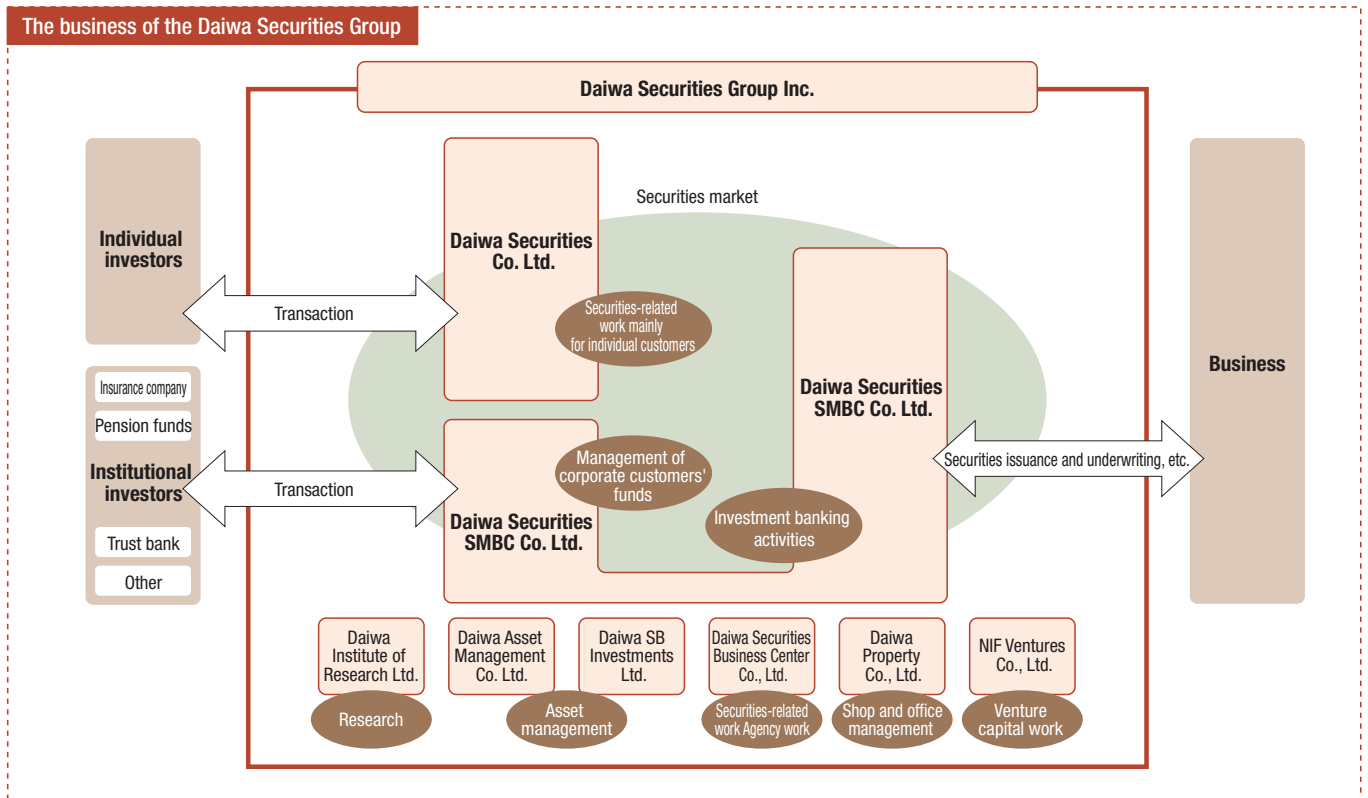 The business of the Daiwa Securities Group
Daiwa Securities Group Inc.
Securities market
Individual
investors
Transaction
Daiwa Securities
Co. Ltd.
Securities-related
work mainly
for individual customers
Insurance company
Pension funds
Institutional
investors
Trust bank
Other
Transaction
Daiwa Securities
SMBC Co. Ltd.
Management of
corporate customers'
funds
Investment banking
activities
Daiwa Securities
SMBC Co. Ltd.
Securities issuance and underwriting, etc.
Business
Daiwa
Institute of
Research Ltd.
Research
Daiwa Asset
Management
Co. Ltd.
Daiwa SB
Investments
Ltd.
Asset
management
Daiwa Securities
Business Center
Co., Ltd.
Securities-related
work Agency work
Daiwa
Property
Co., Ltd.
Shop and office
management
NIF Ventures
Co., Ltd.
Venture
capital work